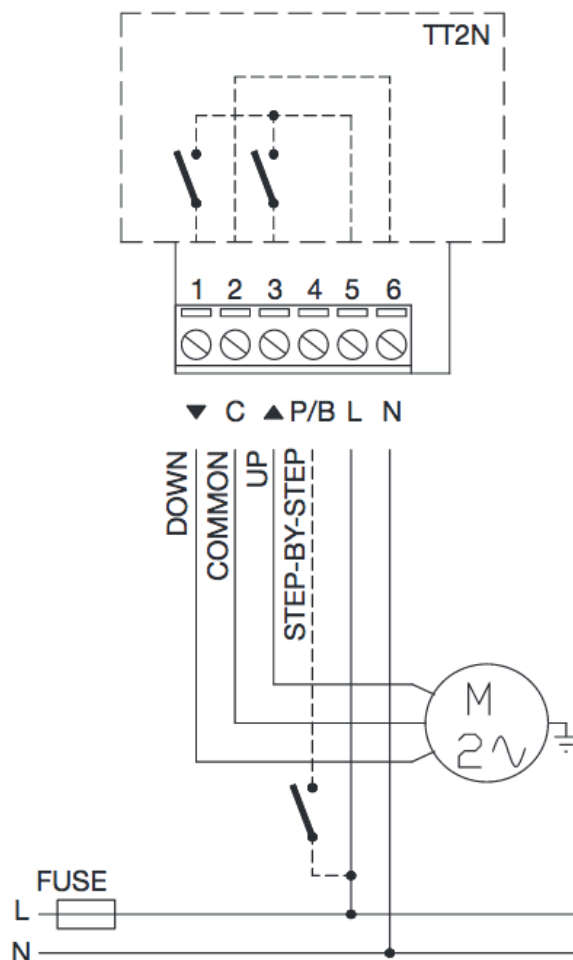 TT2N
1 2 3 4 5 6
▼ C ▲ P/B L N
DOWN
COMMON
UP
STEP-BY-STEP
M
2∿
FUSE
L
N